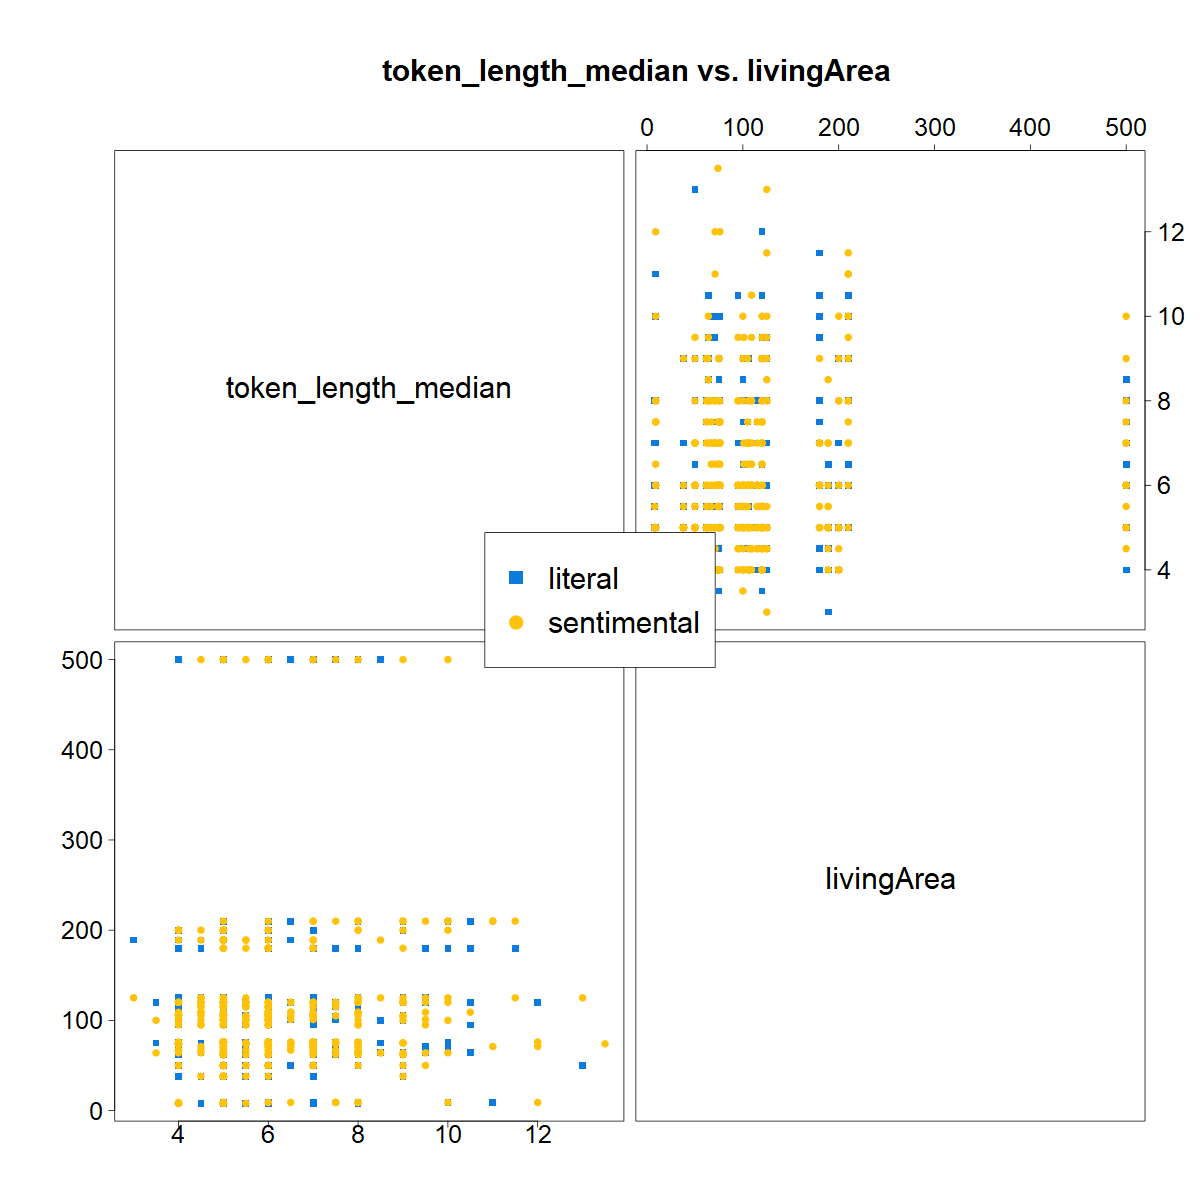 token_length_median vs. livingArea
0 100 200 300 400 500
token_length_median
12
10
8
6
4
literal
sentimental
500
400
300
200
100
0
livingArea
4 6 8 10 12